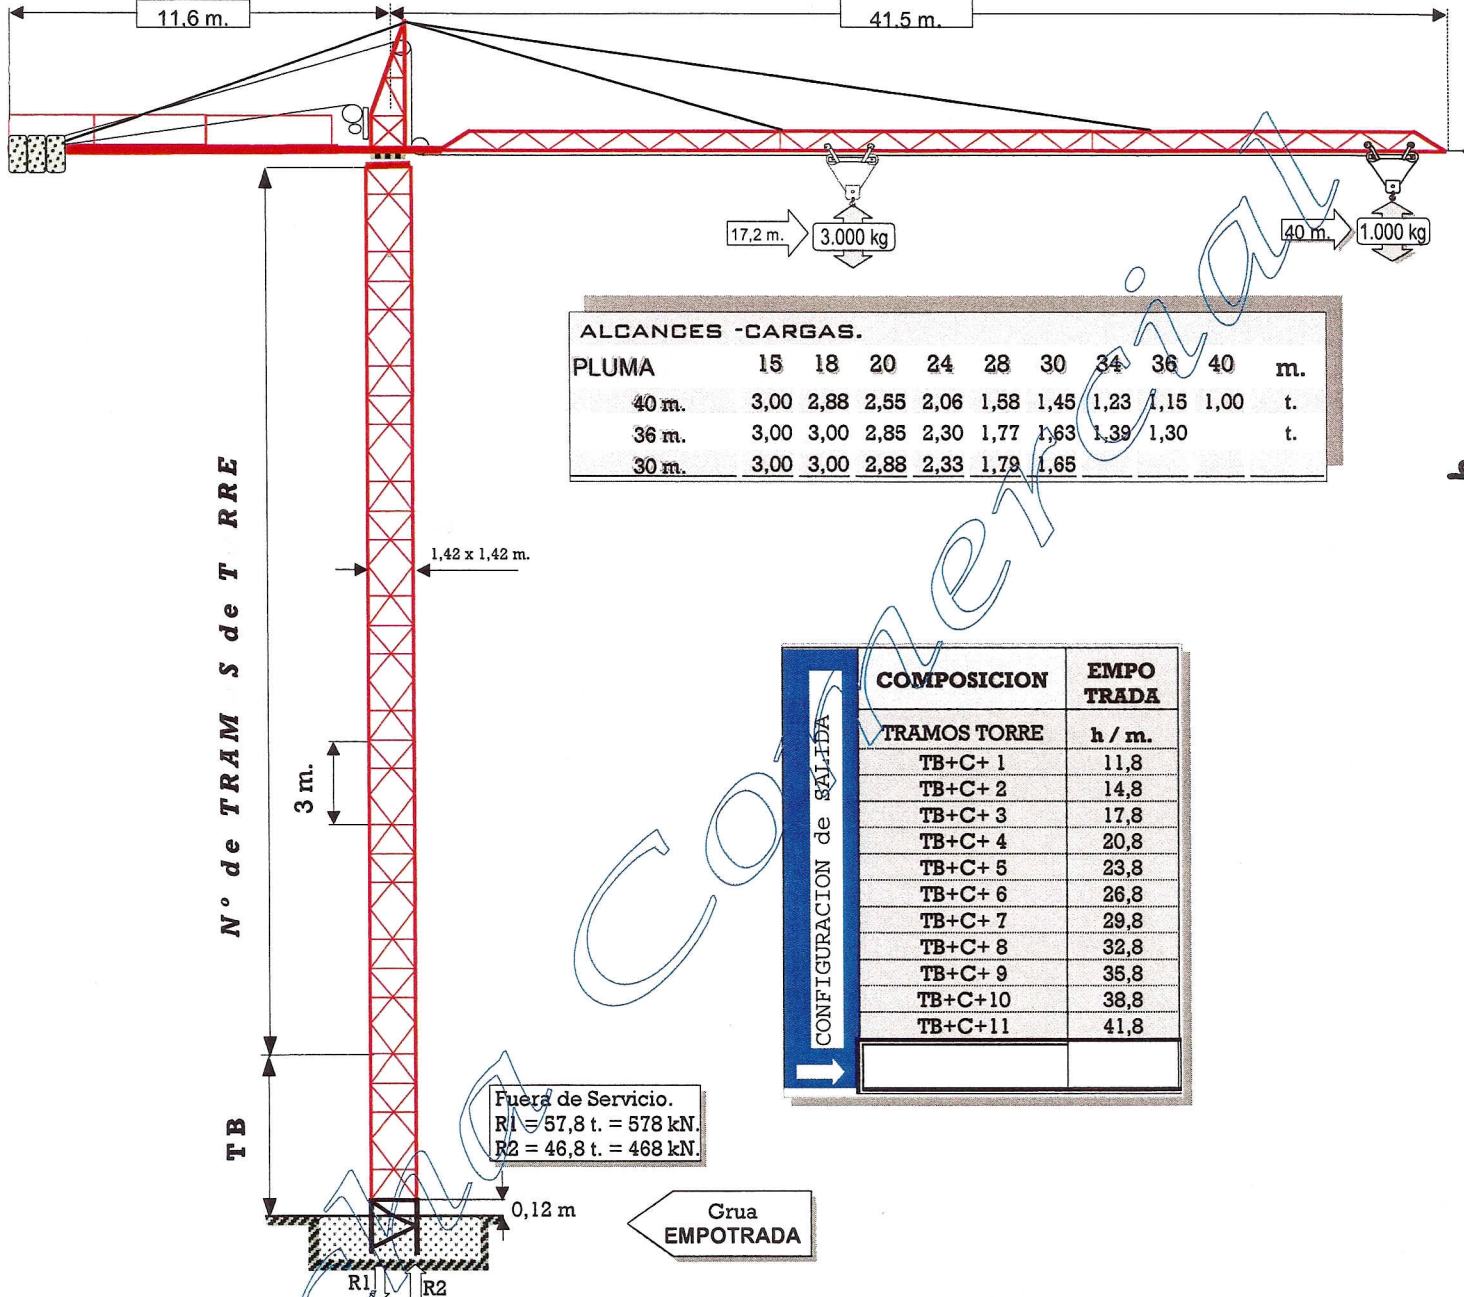 11,6 m.
41.5 m.
17,2 m.
3.000 kg
40 m.
1.000 kg
ALCANCES -CARGAS.
PLUMA 15 18 20 24 28 30 34 36 40 m.
40 m. 3,00 2,88 2,55 2,06 1,58 1,45 1,23 1,15 1,00 t.
36 m. 3,00 3,00 2,85 2,30 1,77 1,63 1,39 1,30 t.
30 m. 3,00 3,00 2,88 2,33 1,79 1,65
Nº de TRAM S de T RRE
1,42 x 1,42 m.
3 m.
TB
CONFIGURACION de SALIDA
COMPOSICION EMPO
TRADA
TRAMOS TORRE h / m.
TB+C+ 1 11,8
TB+C+ 2 14,8
TB+C+ 3 17,8
TB+C+ 4 20,8
TB+C+ 5 23,8
TB+C+ 6 26,8
TB+C+ 7 29,8
TB+C+ 8 32,8
TB+C+ 9 35,8
TB+C+10 38,8
TB+C+11 41,8
Fuera de Servicio.
R1 = 57,8 t. = 578 kN.
R2 = 46,8 t. = 468 kN.
0,12 m
Grua
EMPOTRADA
R1 R2
Comercial